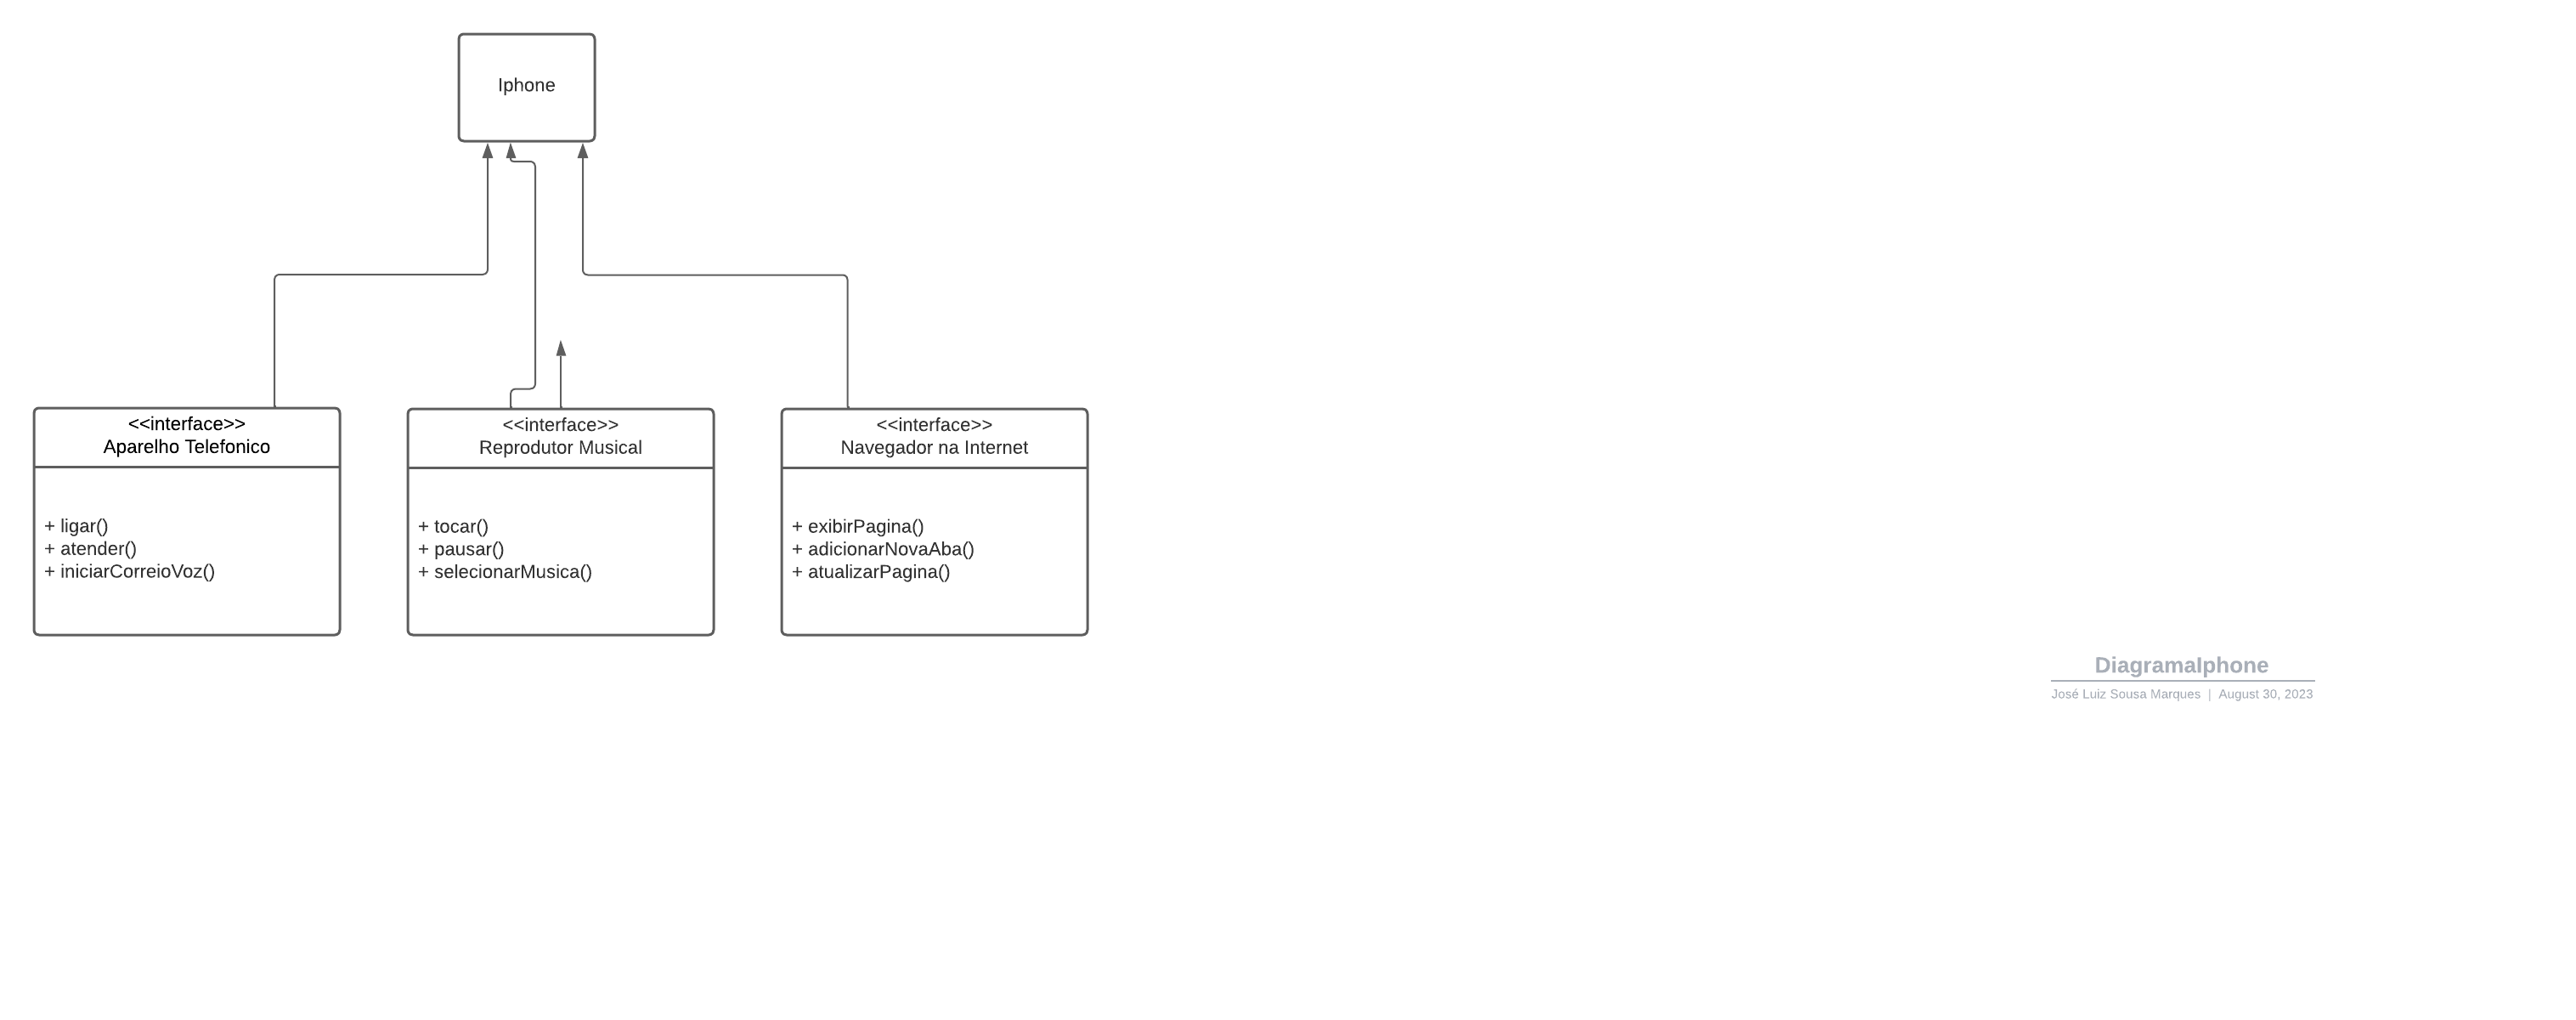 Iphone
<<interface>>
Aparelho Telefonico
+ ligar()
+ atender()
+ iniciarCorreioVoz()
<<interface>>
Reprodutor Musical
+ tocar()
+ pausar()
+ selecionarMusica()
<<interface>>
Navegador na Internet
+ exibirPagina()
+ adicionarNovaAba()
+ atualizarPagina()
DiagramaIphone
José Luiz Sousa Marques | August 30, 2023